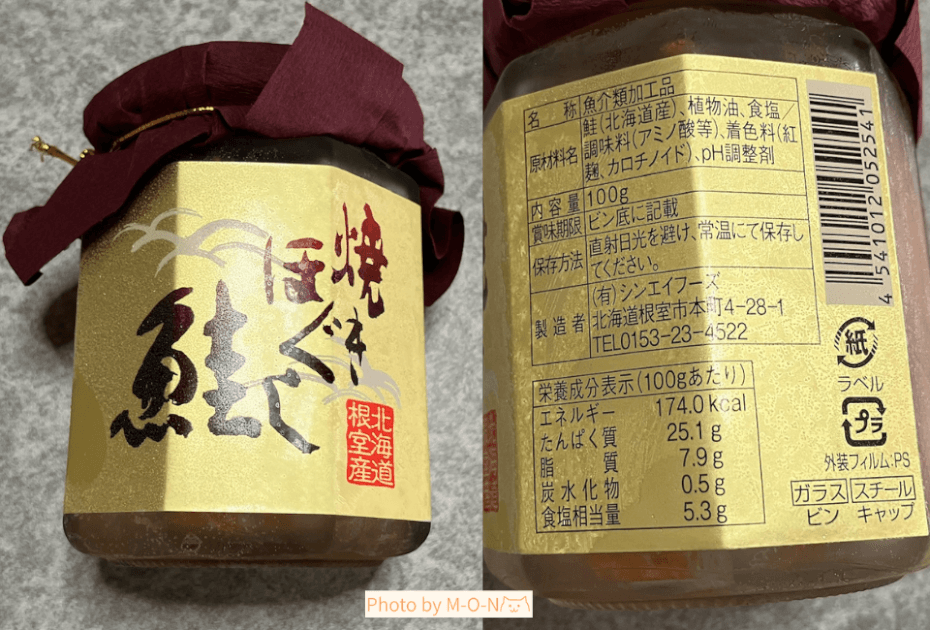 焼き
ほぐし
鮭
北海道
根室産
名称 魚介類加工品
原材料名 鮭(北海道産)、植物油、食塩/
調味料(アミノ酸等)、着色料(紅
麹、カロチノイド)、pH調整剤
内容量 100g
賞味期限 ビン底に記載
保存方法 直射日光を避け、常温にて保存し
てください。
製造者 (有)シンエイフーズ
北海道根室市本町4-28-1
TEL0153-23-4522
栄養成分表示(100gあたり)
エネルギー 174.0kcal
たんぱく質 25.1g
脂質 7.9g
炭水化物 0.5g
食塩相当量 5.3g
4541012052541
紙
ラベル
プラ
外装フィルム:PS
ガラス スチール
ビン キャップ
Photo by M-O-N